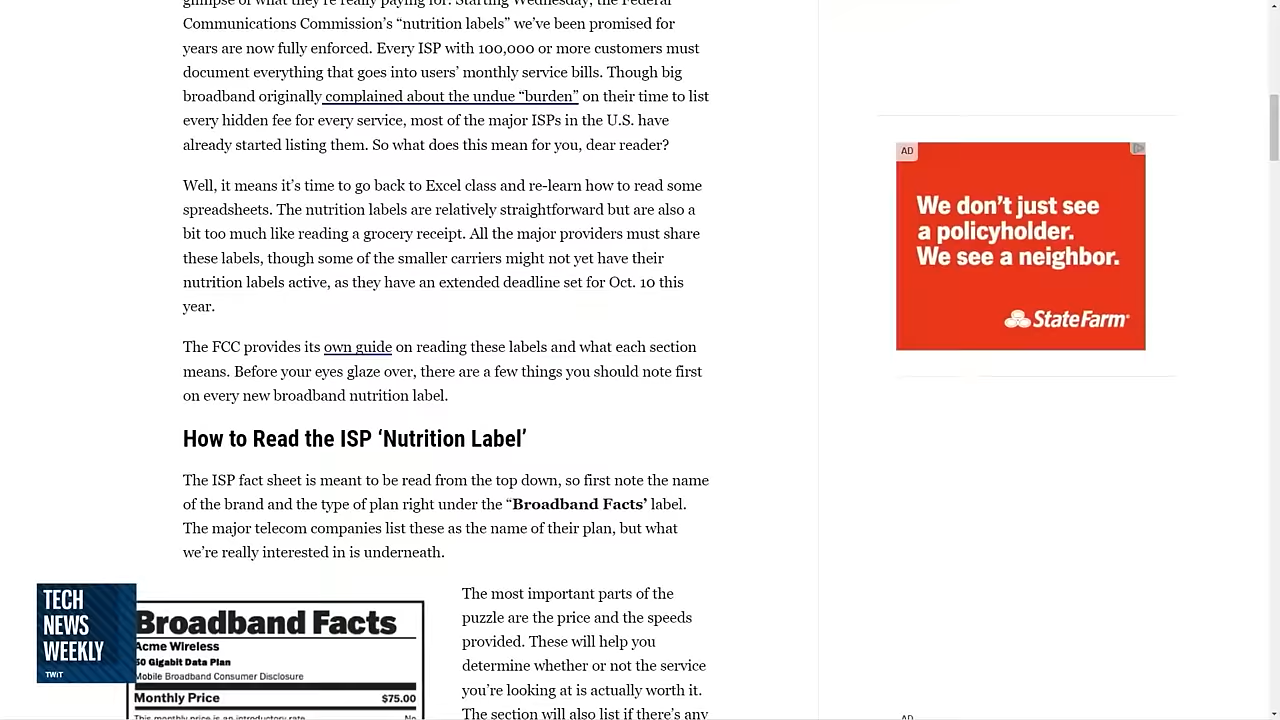 glimpse of what they're really paying for. Starting Wednesday, the Federal
Communications Commission's “nutrition labels” we've been promised for
years are now fully enforced. Every ISP with 100,000 or more customers must
document everything that goes into users' monthly service bills. Though big
broadband originally complained about the undue “burden” on their time to list
every hidden fee for every service, most of the major ISPs in the U.S. have
already started listing them. So what does this mean for you, dear reader?
Well, it means it's time to go back to Excel class and re-learn how to read some
spreadsheets. The nutrition labels are relatively straightforward but are also a
bit too much like reading a grocery receipt. All the major providers must share
these labels, though some of the smaller carriers might not yet have their
nutrition labels active, as they have an extended deadline set for Oct. 10 this
year.
The FCC provides its own guide on reading these labels and what each section
means. Before your eyes glaze over, there are a few things you should note first
on every new broadband nutrition label.
How to Read the ISP ‘Nutrition Label’
The ISP fact sheet is meant to be read from the top down, so first note the name
of the brand and the type of plan right under the “Broadband Facts’ label.
The major telecom companies list these as the name of their plan, but what
we're really interested in is underneath.
Broadband Facts
Acme Wireless
50 Gigabit Data Plan
Mobile Broadband Consumer Disclosure
Monthly Price $75.00
This monthly price is an introductory rate No
The most important parts of the
puzzle are the price and the speeds
provided. These will help you
determine whether or not the service
you're looking at is actually worth it.
The section will also list if there's any
TECH
NEWS
WEEKLY
TWiT
AD
We don't just see
a policyholder.
We see a neighbor.
StateFarm
AD